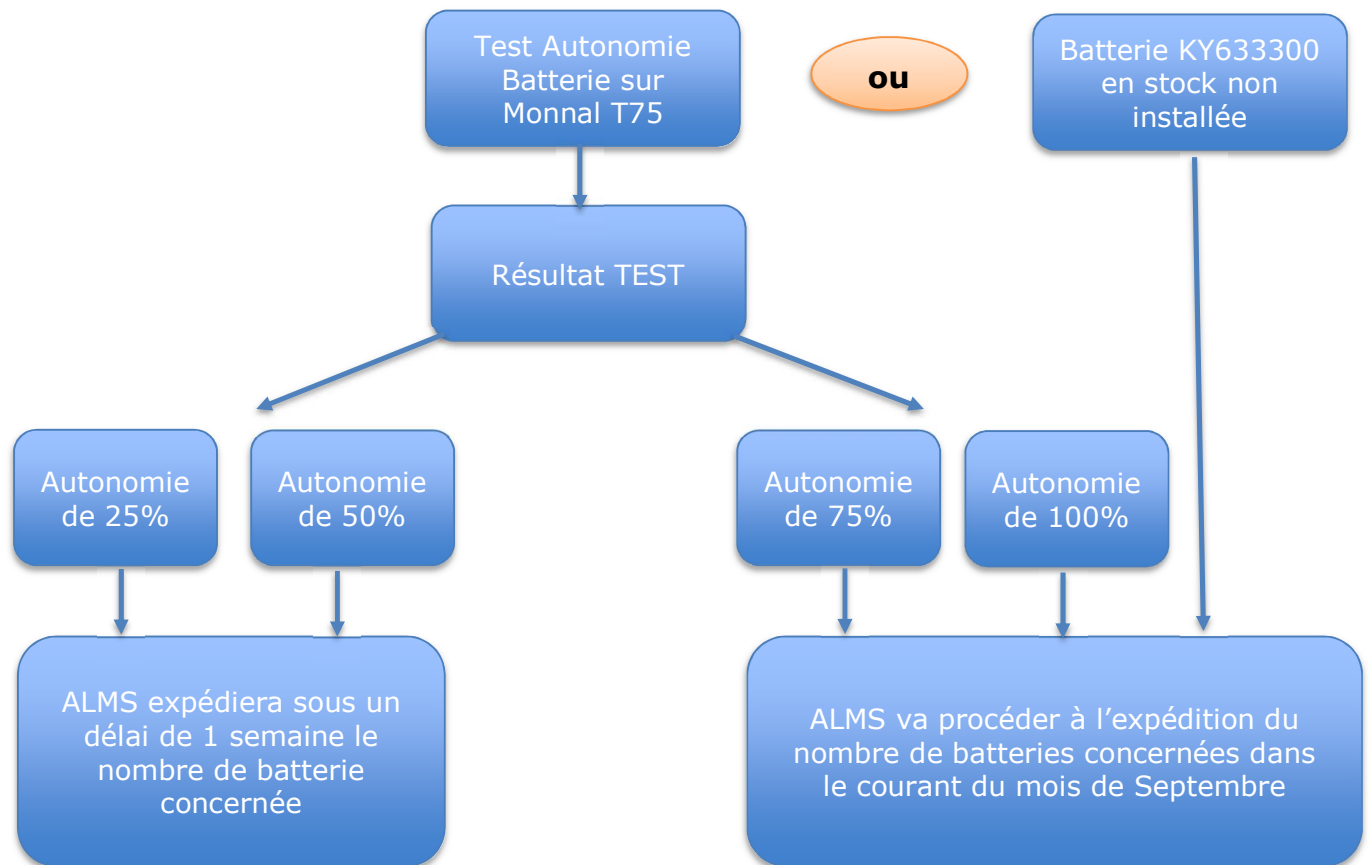 Test Autonomie
Batterie sur
Monnal T75
ou
Batterie KY633300
en stock non
installée
Résultat TEST
Autonomie
de 25%
Autonomie
de 50%
Autonomie
de 75%
Autonomie
de 100%
ALMS expédiera sous un
délai de 1 semaine le
nombre de batterie
concernée
ALMS va procéder à l’expédition du
nombre de batteries concernées dans
le courant du mois de Septembre